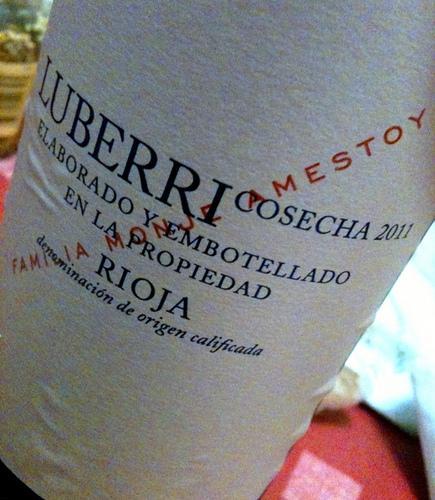 LUBERRI COSECHA 2011
ELABORADO Y EMBOTELLADO
EN LA PROPIEDAD
RIOJA
denominación de origen calificada
FAMILIA MONJE AMESTOY